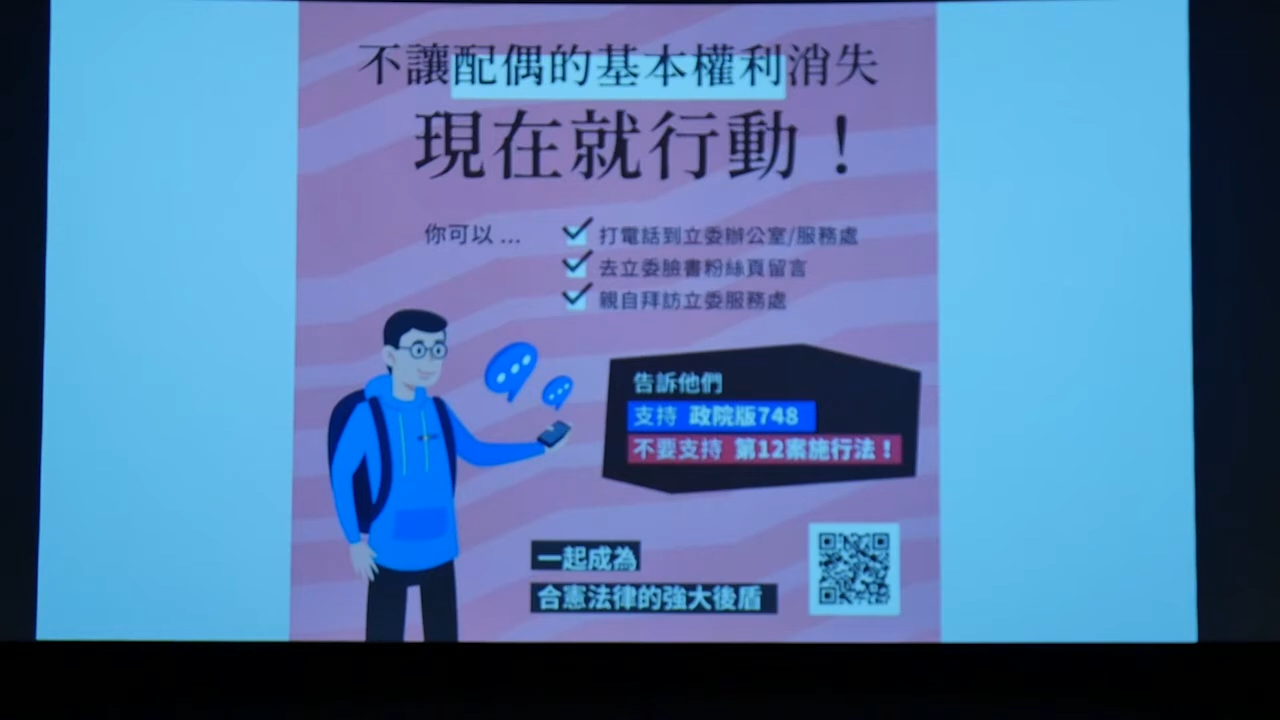 不讓配偶的基本權利消失
現在就行動！
你可以...
打電話到立委辦公室/服務處
去立委臉書粉絲頁留言
親自拜訪立委服務處
告訴他們
支持 政院版748
不要支持 第12案施行法！
一起成為
合憲法律的強大後盾